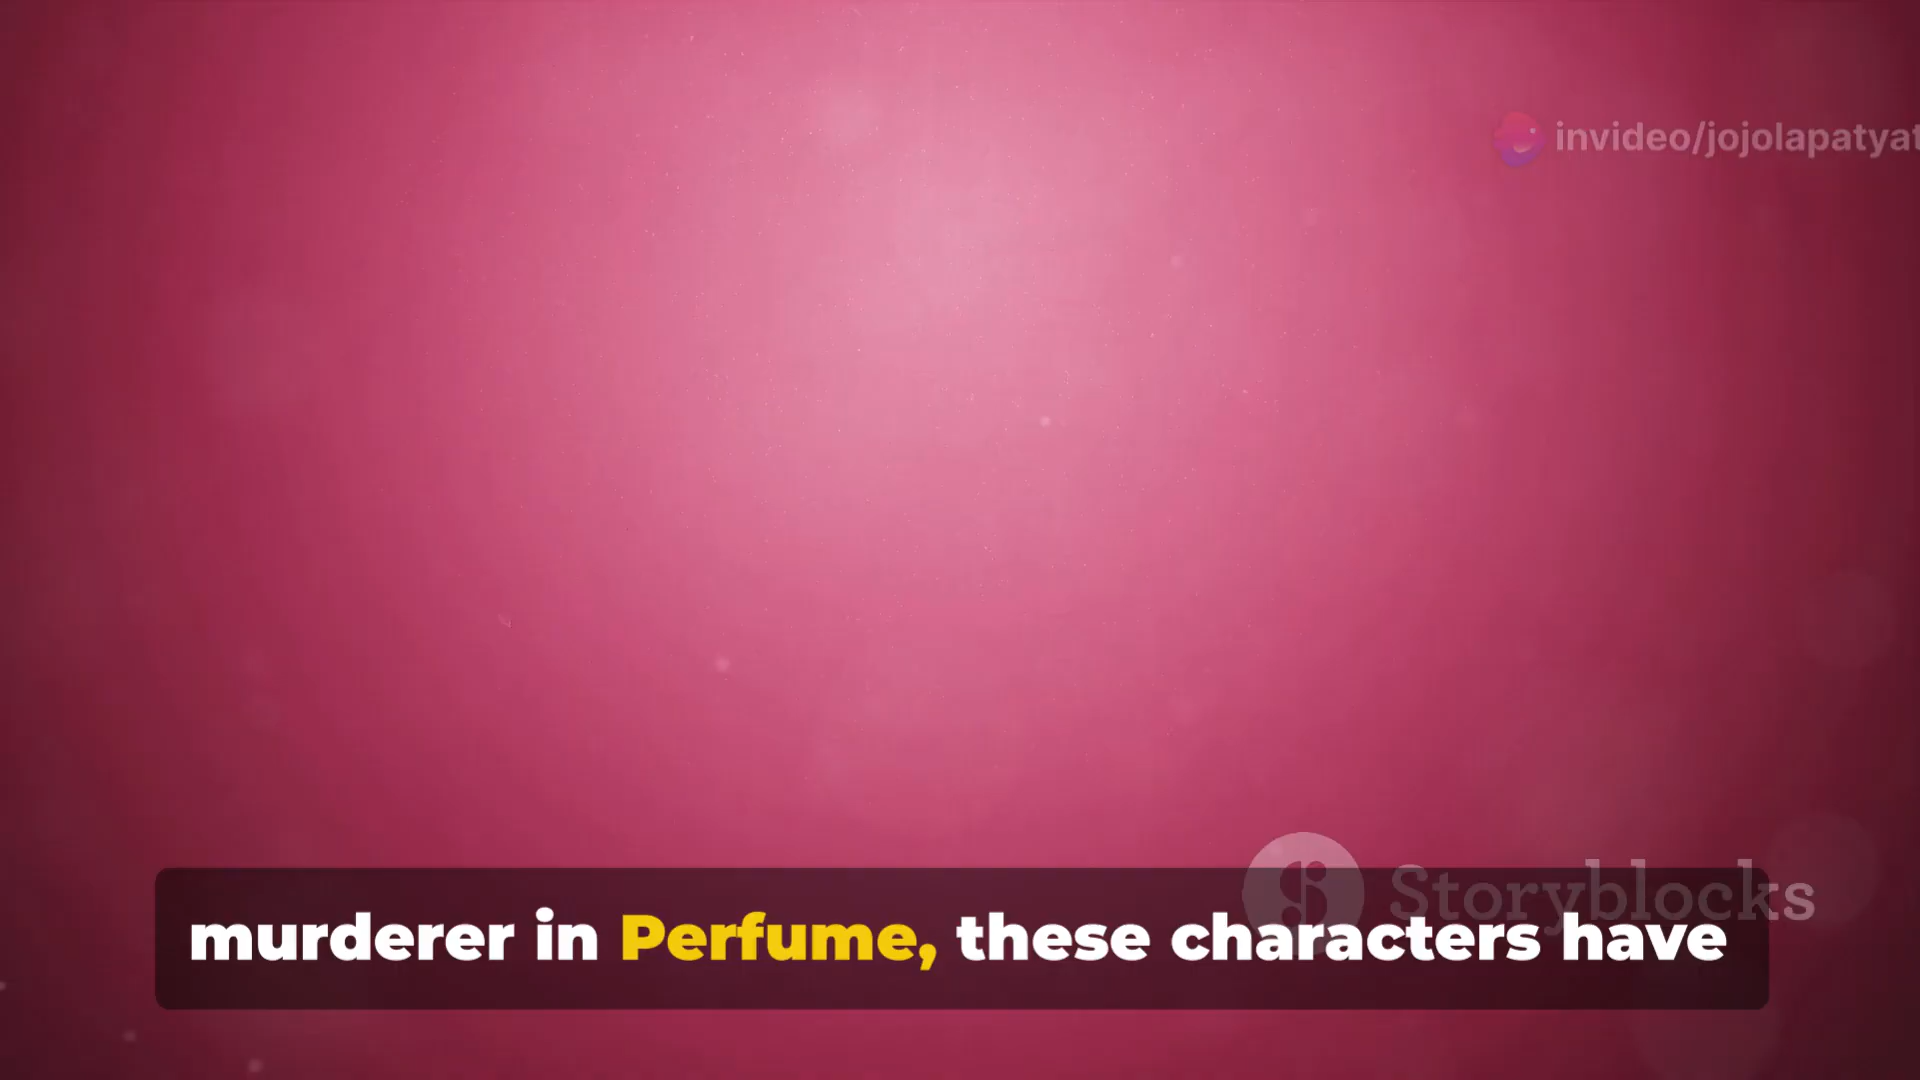 invideo/jojolapatyat
Storyblocks
murderer in Perfume, these characters have